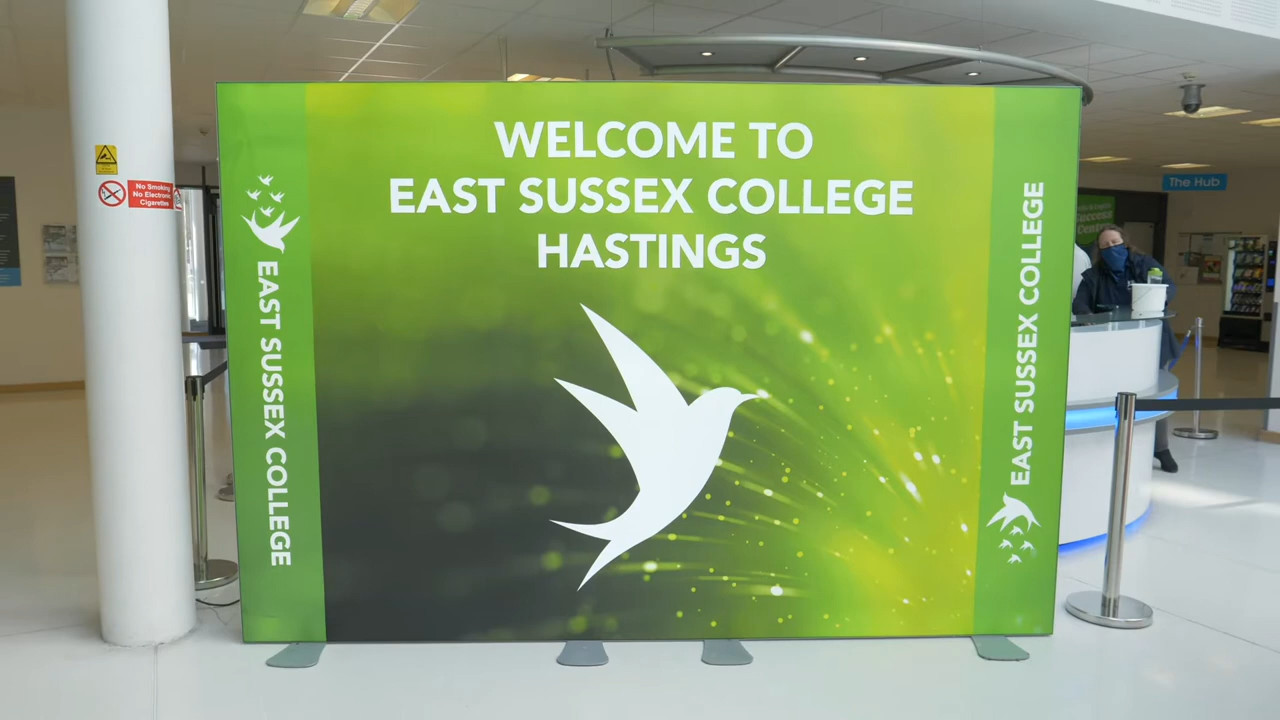 WELCOME TO
EAST SUSSEX COLLEGE
HASTINGS
EAST SUSSEX COLLEGE
EAST SUSSEX COLLEGE
No Smoking
No Electronic
Cigarettes
The Hub